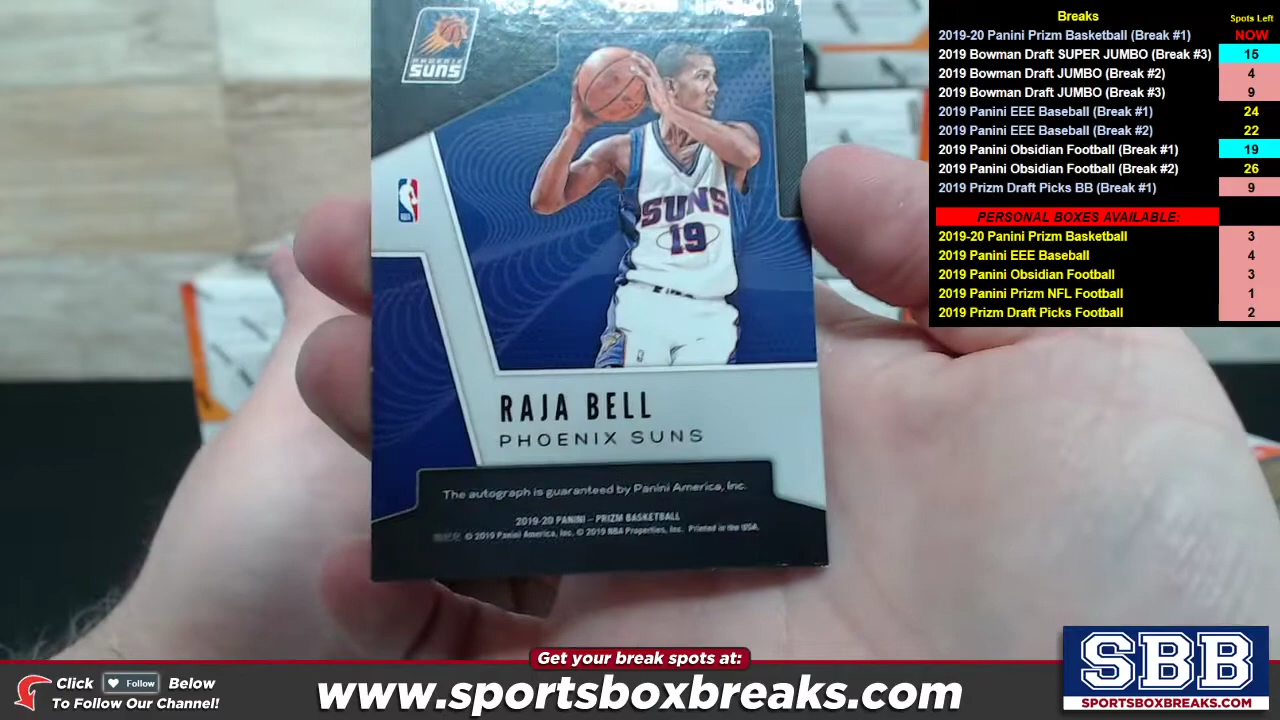 PHOENIX
SUNS
SUNS
19
RAJA BELL
PHOENIX SUNS
The autograph is guaranteed by Panini America, Inc.
2019-20 PANINI – PRIZM BASKETBALL
© 2019 Panini America, Inc. © 2019 NBA Properties, Inc. Printed in the USA.
Breaks Spots Left
2019-20 Panini Prizm Basketball (Break #1) NOW
2019 Bowman Draft SUPER JUMBO (Break #3) 15
2019 Bowman Draft JUMBO (Break #2) 4
2019 Bowman Draft JUMBO (Break #3) 9
2019 Panini EEE Baseball (Break #1) 24
2019 Panini EEE Baseball (Break #2) 22
2019 Panini Obsidian Football (Break #1) 19
2019 Panini Obsidian Football (Break #2) 26
2019 Prizm Draft Picks BB (Break #1) 9
PERSONAL BOXES AVAILABLE:
2019-20 Panini Prizm Basketball 3
2019 Panini EEE Baseball 4
2019 Panini Obsidian Football 3
2019 Panini Prizm NFL Football 1
2019 Prizm Draft Picks Football 2
Get your break spots at:
Click Follow Below
To Follow Our Channel!
www.sportsboxbreaks.com
SBB
SPORTSBOXBREAKS.COM